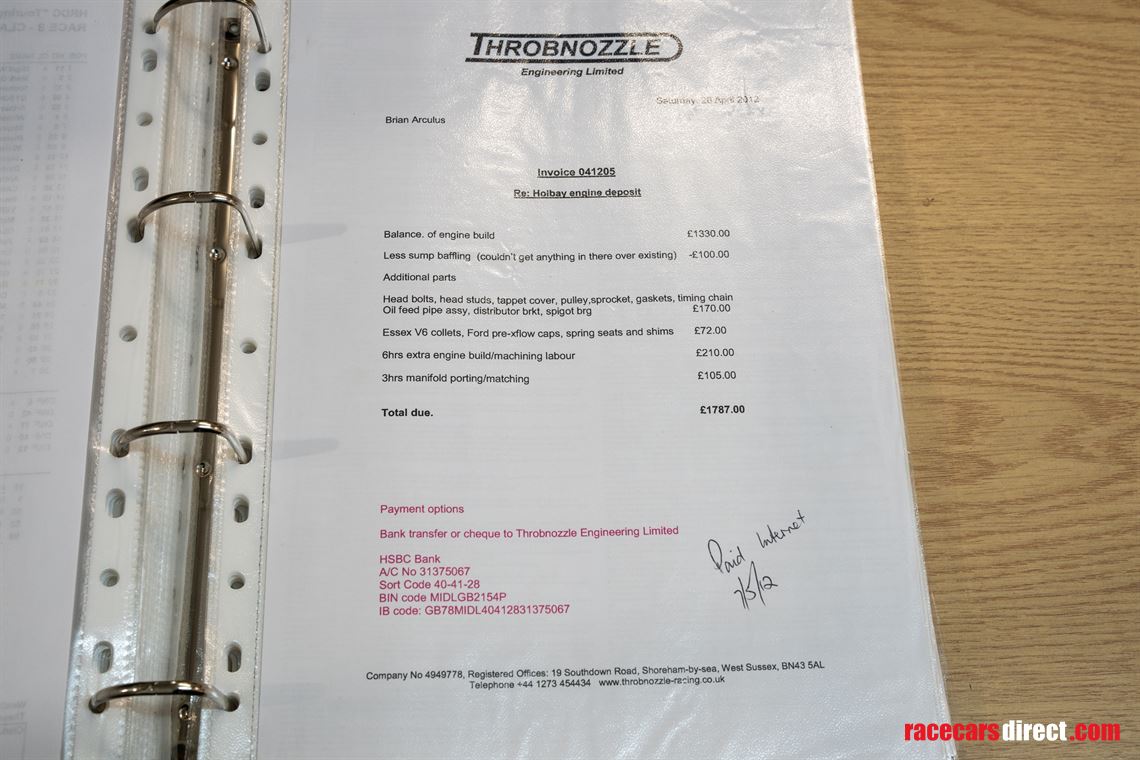 THROBNOZZLE
Engineering Limited
Saturday, 28 April 2012
Brian Arculus
Invoice 041205
Re: Holbay engine deposit
Balance. of engine build £1330.00
Less sump baffling (couldn't get anything in there over existing) -£100.00
Additional parts
Head bolts, head studs, tappet cover, pulley,sprocket, gaskets, timing chain
Oil feed pipe assy, distributor brkt, spigot brg £170.00
Essex V6 collets, Ford pre-xflow caps, spring seats and shims £72.00
6hrs extra engine build/machining labour £210.00
3hrs manifold porting/matching £105.00
Total due. £1787.00
Payment options
Bank transfer or cheque to Throbnozzle Engineering Limited
HSBC Bank
A/C No 31375067
Sort Code 40-41-28
BIN code MIDLGB2154P
IB code: GB78MIDL40412831375067
Paid Internet
7/5/12
Company No 4949778, Registered Offices: 19 Southdown Road, Shoreham-by-sea, West Sussex, BN43 5AL
Telephone +44 1273 454434 www.throbnozzle-racing.co.uk
racecarsdirect.com